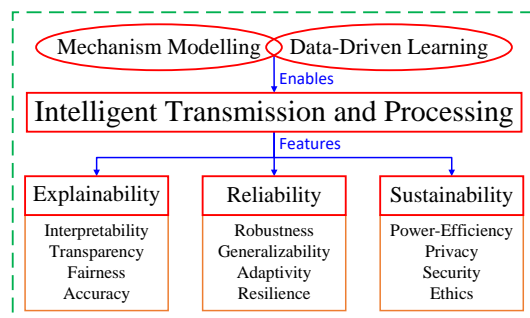 Mechanism Modelling Data-Driven Learning
Enables
Intelligent Transmission and Processing
Features
Explainability Reliability Sustainability
Interpretability
Transparency
Fairness
Accuracy
Robustness
Generalizability
Adaptivity
Resilience
Power-Efficiency
Privacy
Security
Ethics